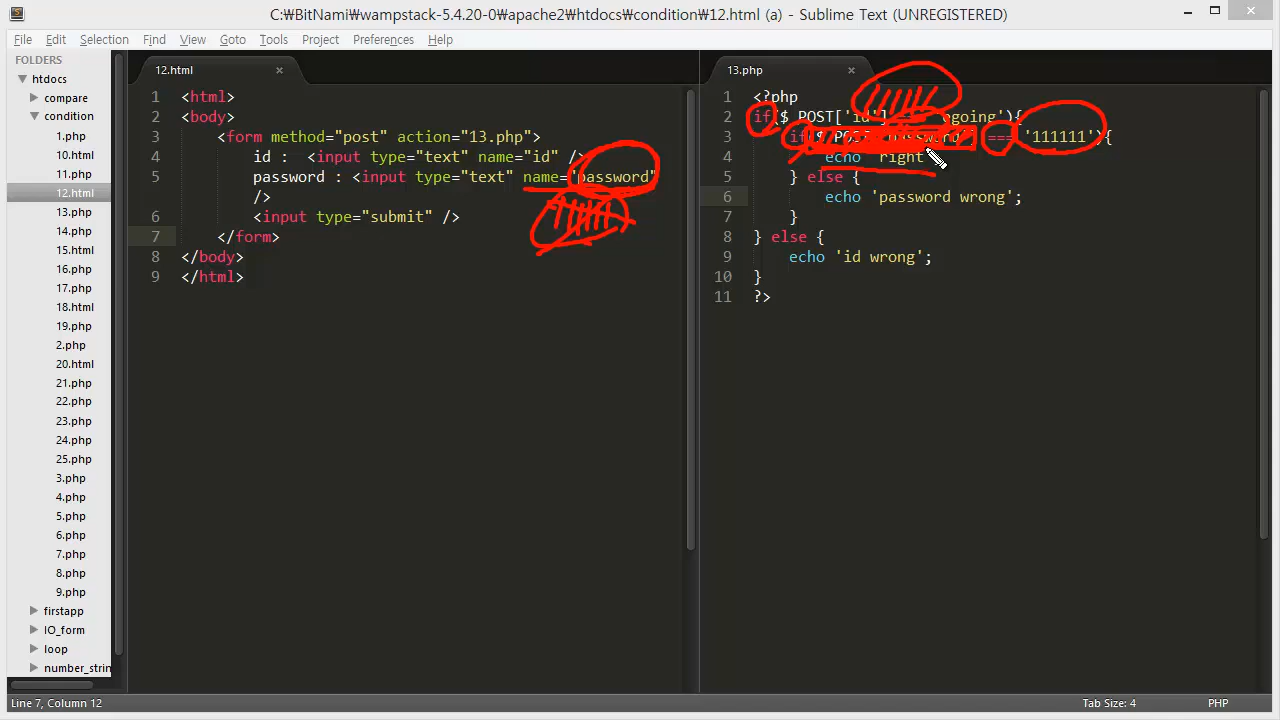 C:₩BitNami₩wampstack-5.4.20-0₩apache2₩htdocs₩condition₩12.html (a) - Sublime Text (UNREGISTERED)
File Edit Selection Find View Goto Tools Project Preferences Help
FOLDERS
htdocs
compare
condition
1.php
10.html
11.php
12.html
13.php
14.php
15.html
16.php
17.php
18.html
19.php
2.php
20.html
21.php
22.php
23.php
24.php
25.php
3.php
4.php
5.php
6.php
7.php
8.php
9.php
firstapp
IO_form
loop
number_strin
12.html ×
1 <html>
2 <body>
3 <form method="post" action="13.php">
4 id : <input type="text" name="id" />
5 password : <input type="text" name="password"
/>
6 <input type="submit" />
7 </form>
8 </body>
9 </html>
13.php ×
1 <?php
2 if($_POST['id'] === 'egoing'){
3 if($_POST['password'] === '111111'){
4 echo 'right'
5 } else {
6 echo 'password wrong';
7 }
8 } else {
9 echo 'id wrong';
10 }
11 ?>
Line 7, Column 12
Tab Size: 4 PHP